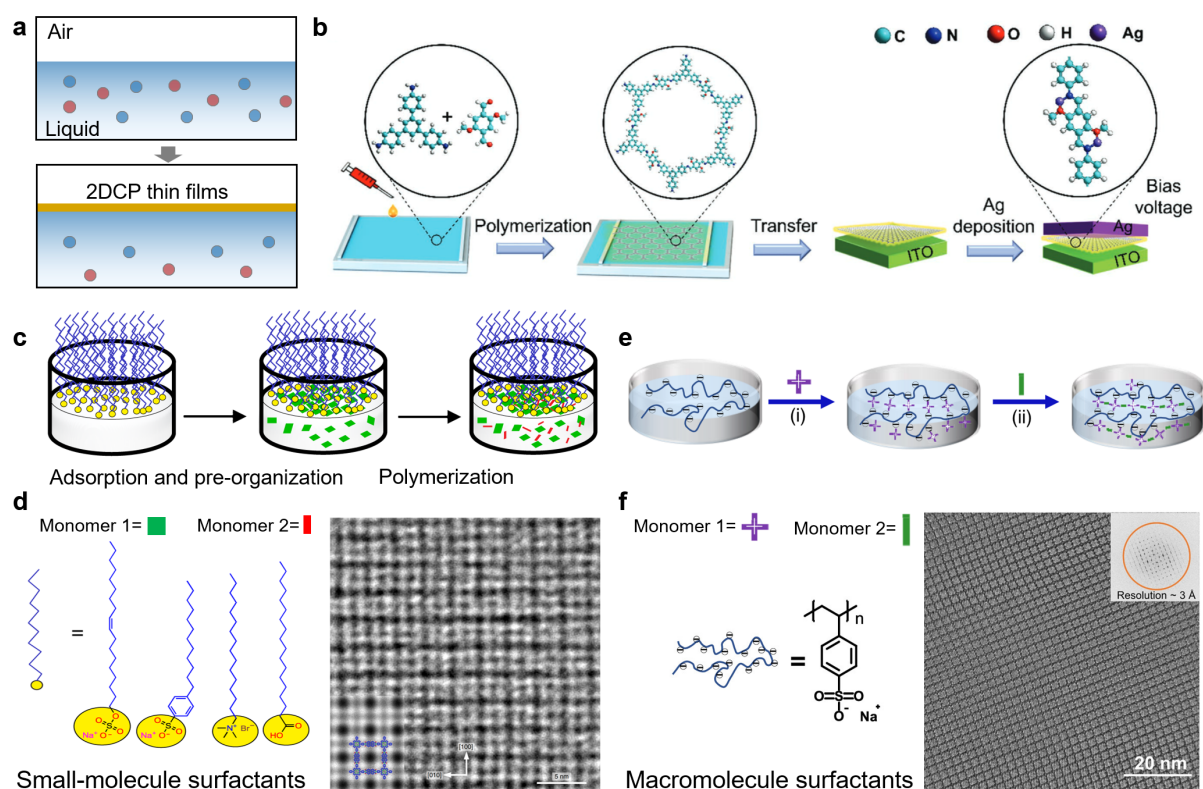 a
Air
Liquid
2DCP thin films
b
C N O H Ag
+
Polymerization
Transfer
ITO
Ag
deposition
Bias
voltage
Ag
ITO
c
Adsorption and pre-organization
Polymerization
d
Monomer 1=
Monomer 2=
=
O
S
O
O
O-
Na+
S
O
O
O-
Na+
N+ Br-
O
HO
Small-molecule surfactants
[100]
[010]
5 nm
e
(i)
(ii)
f
Monomer 1=
Monomer 2=
=
n
O=S=O
O-
Na+
Macromolecule surfactants
Resolution ~ 3 Å
20 nm